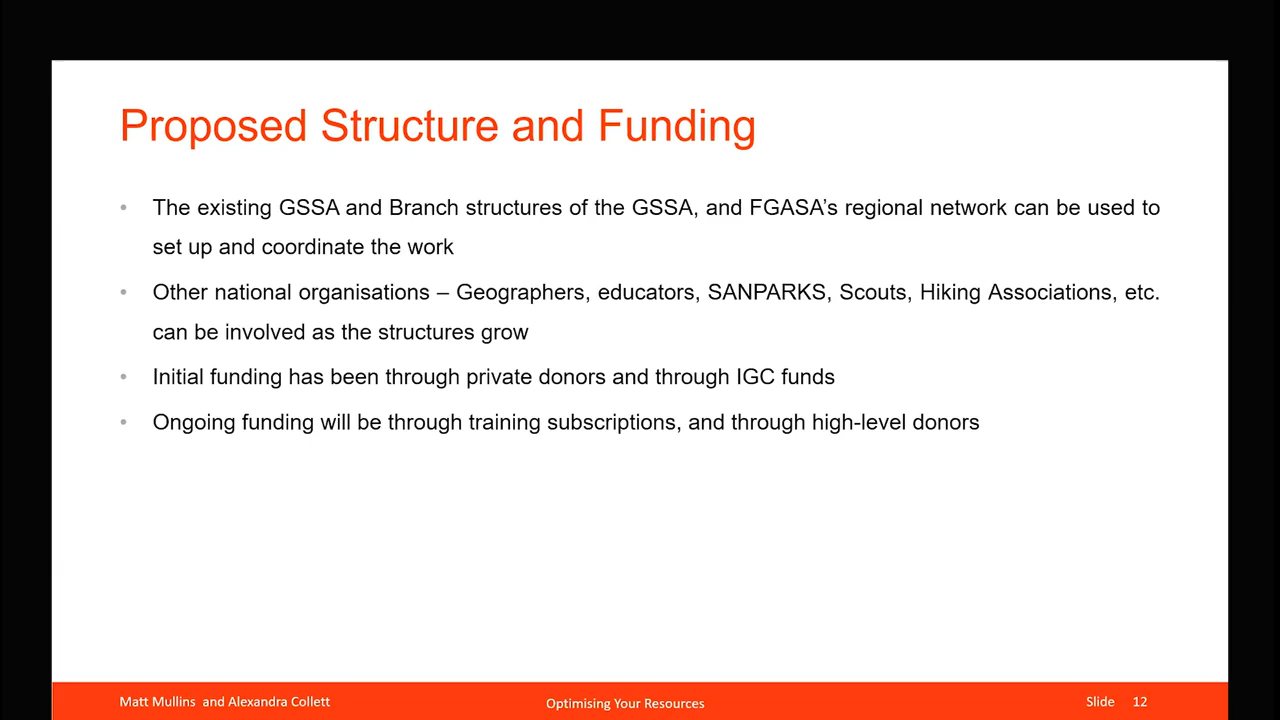 Proposed Structure and Funding
• The existing GSSA and Branch structures of the GSSA, and FGASA’s regional network can be used to
set up and coordinate the work
• Other national organisations – Geographers, educators, SANPARKS, Scouts, Hiking Associations, etc.
can be involved as the structures grow
• Initial funding has been through private donors and through IGC funds
• Ongoing funding will be through training subscriptions, and through high-level donors
Matt Mullins and Alexandra Collett
Optimising Your Resources
Slide 12